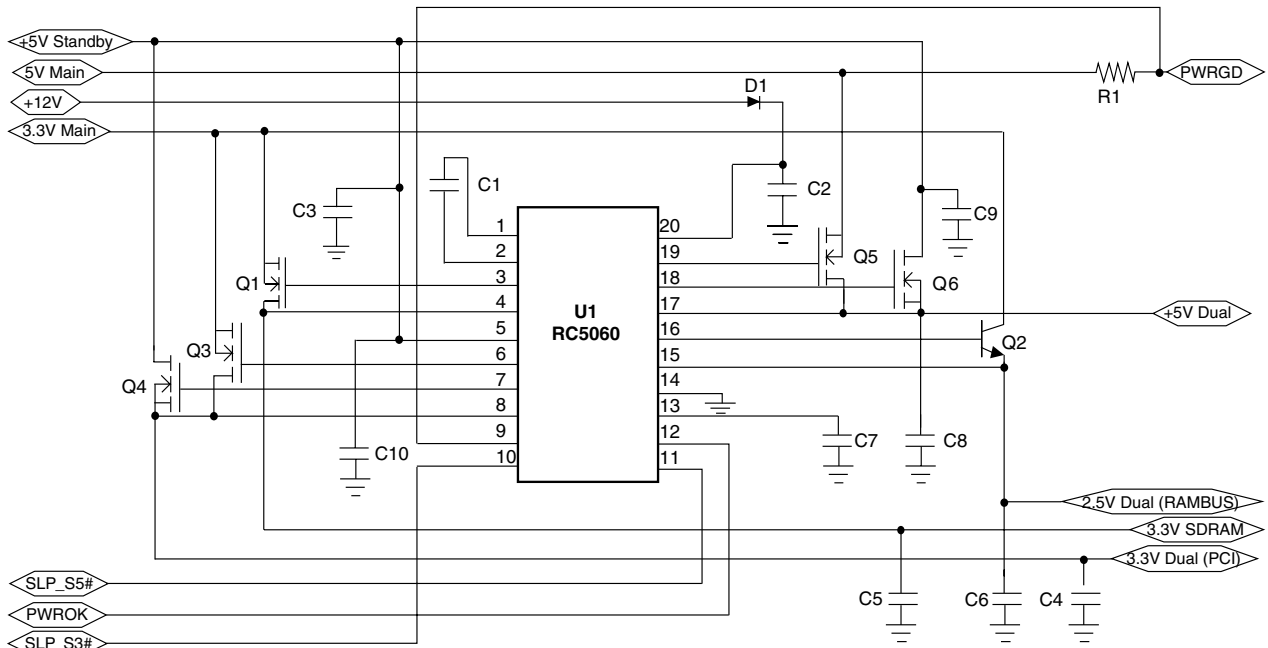 +5V Standby
5V Main
+12V
3.3V Main
PWRGD
R1
D1
C1
C2
C3
C9
1
2
3
4
5
6
7
8
9
10
20
19
18
17
16
15
14
13
12
11
U1
RC5060
Q1
Q3
Q4
Q5
Q6
Q2
+5V Dual
C10
C7
C8
2.5V Dual (RAMBUS)
3.3V SDRAM
3.3V Dual (PCI)
SLP_S5#
PWROK
SLP_S3#
C5
C6
C4